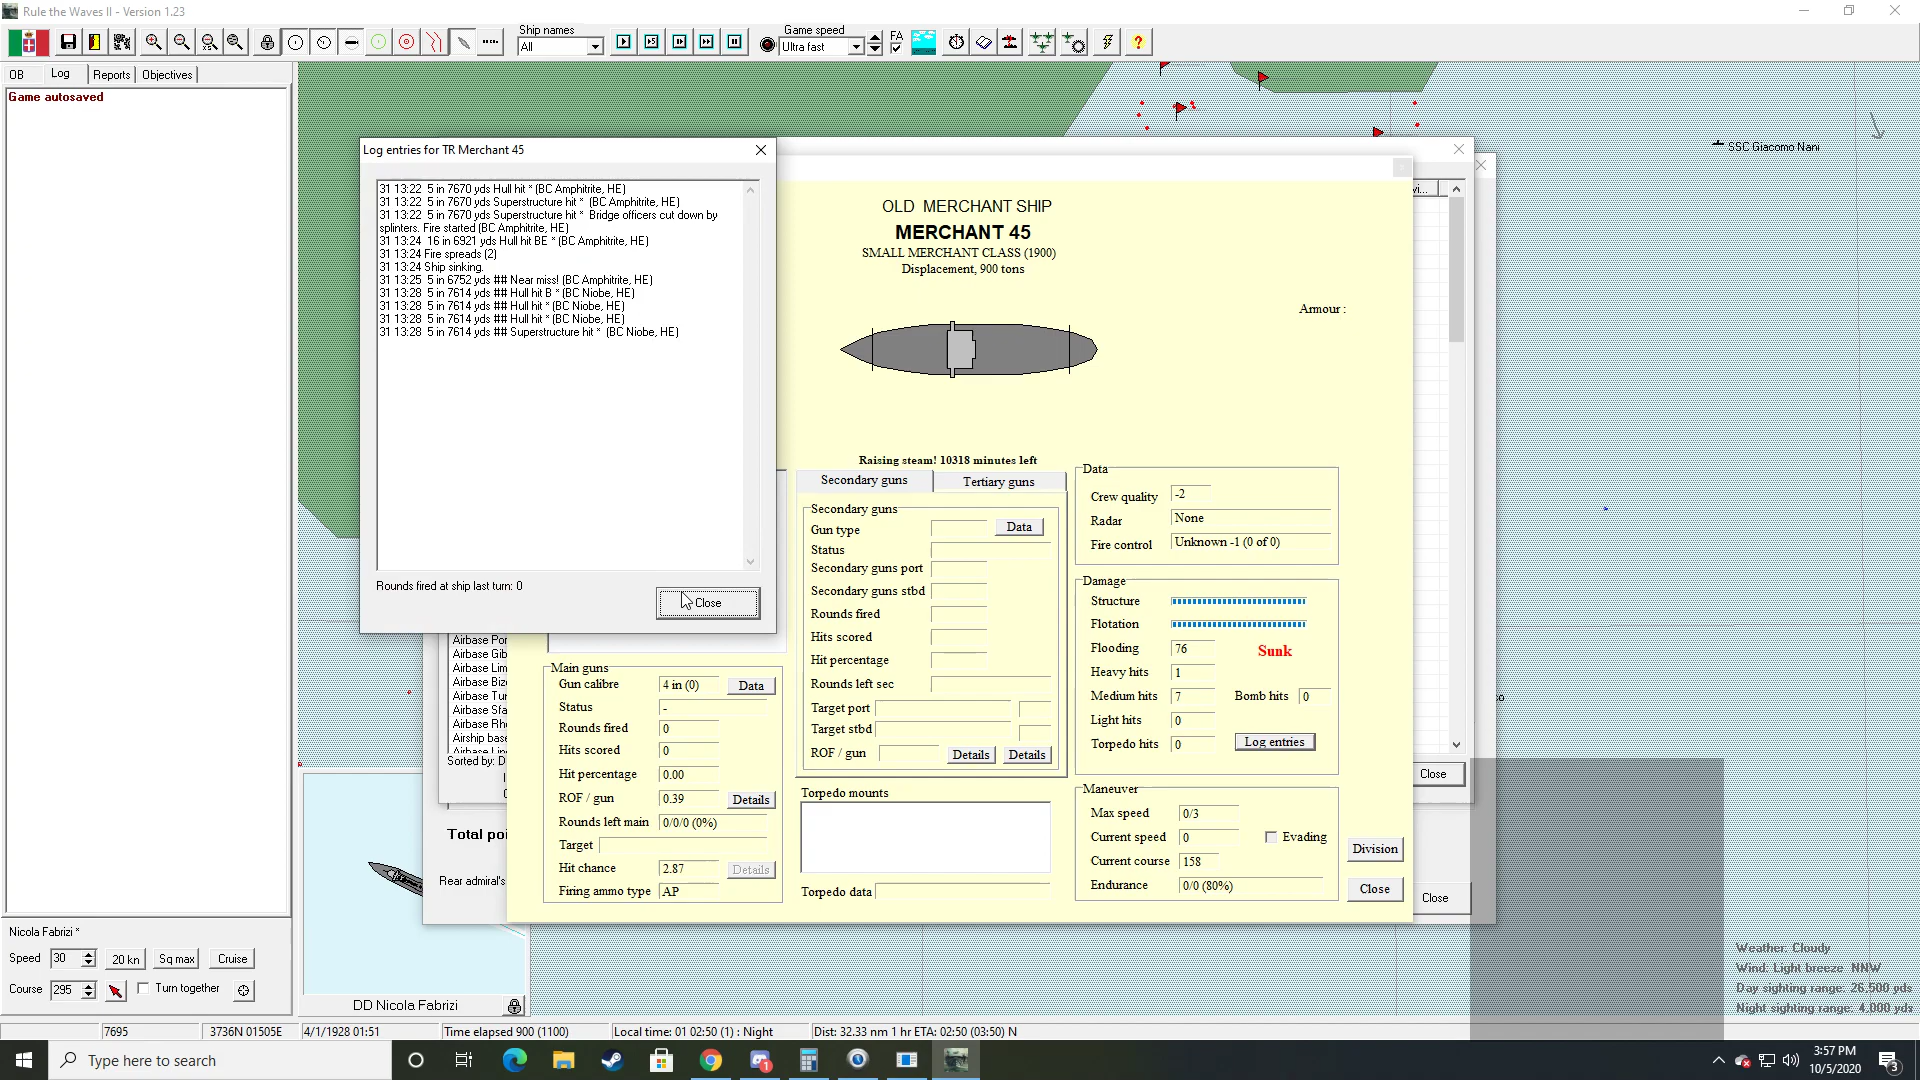 Rule the Waves II - Version 1.23
Ship names
All
Game speed
Ultra fast
FA
OB
Log
Reports
Objectives
Game autosaved
SSC Giacomo Nani
Log entries for TR Merchant 45
31 13:22 5 in 7670 yds Hull hit * (BC Amphitrite, HE)
31 13:22 5 in 7670 yds Superstructure hit * (BC Amphitrite, HE)
31 13:22 5 in 7670 yds Superstructure hit * Bridge officers cut down by
splinters. Fire started (BC Amphitrite, HE)
31 13:24 16 in 6921 yds Hull hit BE * (BC Amphitrite, HE)
31 13:24 Fire spreads (2)
31 13:24 Ship sinking.
31 13:25 5 in 6752 yds ## Near miss! (BC Amphitrite, HE)
31 13:28 5 in 7614 yds ## Hull hit B * (BC Niobe, HE)
31 13:28 5 in 7614 yds ## Hull hit * (BC Niobe, HE)
31 13:28 5 in 7614 yds ## Hull hit * (BC Niobe, HE)
31 13:28 5 in 7614 yds ## Superstructure hit * (BC Niobe, HE)
Rounds fired at ship last turn: 0
Close
OLD MERCHANT SHIP
MERCHANT 45
SMALL MERCHANT CLASS (1900)
Displacement, 900 tons
Armour :
Raising steam! 10318 minutes left
Secondary guns
Tertiary guns
Secondary guns
Gun type
Data
Status
Secondary guns port
Secondary guns stbd
Rounds fired
Hits scored
Hit percentage
Rounds left sec
Target port
Target stbd
ROF / gun
Details
Details
Torpedo mounts
Torpedo data
Data
Crew quality -2
Radar None
Fire control Unknown -1 (0 of 0)
Damage
Structure
Flotation
Flooding 76
Sunk
Heavy hits 1
Medium hits 7
Bomb hits 0
Light hits 0
Torpedo hits 0
Log entries
Maneuver
Max speed 0/3
Current speed 0
Evading
Current course 158
Endurance 0/0 (80%)
Division
Close
Main guns
Gun calibre 4 in (0)
Data
Status -
Rounds fired 0
Hits scored 0
Hit percentage 0.00
ROF / gun 0.39
Details
Rounds left main 0/0/0 (0%)
Target
Hit chance 2.87
Details
Firing ammo type AP
Airbase Por
Airbase Gib
Airbase Lim
Airbase Biz
Airbase Tur
Airbase Sfa
Airbase Rho
Airship base
Sorted by: D
Total poi
Rear admiral's
Close
Close
Nicola Fabrizi *
Speed 30
20 kn
Sq max
Cruise
Course 295
Turn together
DD Nicola Fabrizi
Weather: Cloudy
Wind: Light breeze NNW
Day sighting range: 26,500 yds
Night sighting range: 4,000 yds
7695
3736N 01505E
4/1/1928 01:51
Time elapsed 900 (1100)
Local time: 01 02:50 (1) : Night
Dist: 32.33 nm 1 hr ETA: 02:50 (03:50) N
Type here to search
3:57 PM
10/5/2020
3